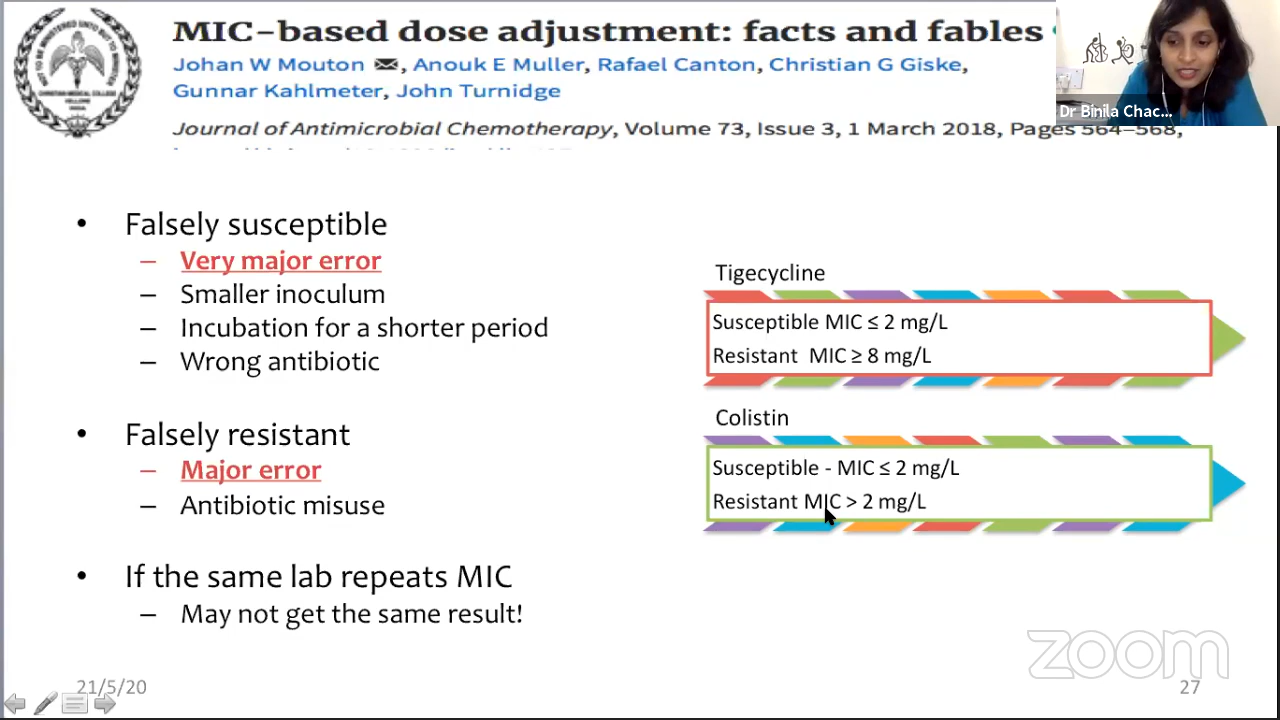 MIC-based dose adjustment: facts and fables
Johan W Mouton ✉, Anouk E Muller, Rafael Canton, Christian G Giske,
Gunnar Kahlmeter, John Turnidge
Journal of Antimicrobial Chemotherapy, Volume 73, Issue 3, 1 March 2018, Pages 564–568,
Dr Binila Chac...
• Falsely susceptible
– Very major error
– Smaller inoculum
– Incubation for a shorter period
– Wrong antibiotic
• Falsely resistant
– Major error
– Antibiotic misuse
• If the same lab repeats MIC
– May not get the same result!
Tigecycline
Susceptible MIC ≤ 2 mg/L
Resistant MIC ≥ 8 mg/L
Colistin
Susceptible - MIC ≤ 2 mg/L
Resistant MIC > 2 mg/L
zoom
21/5/20
27